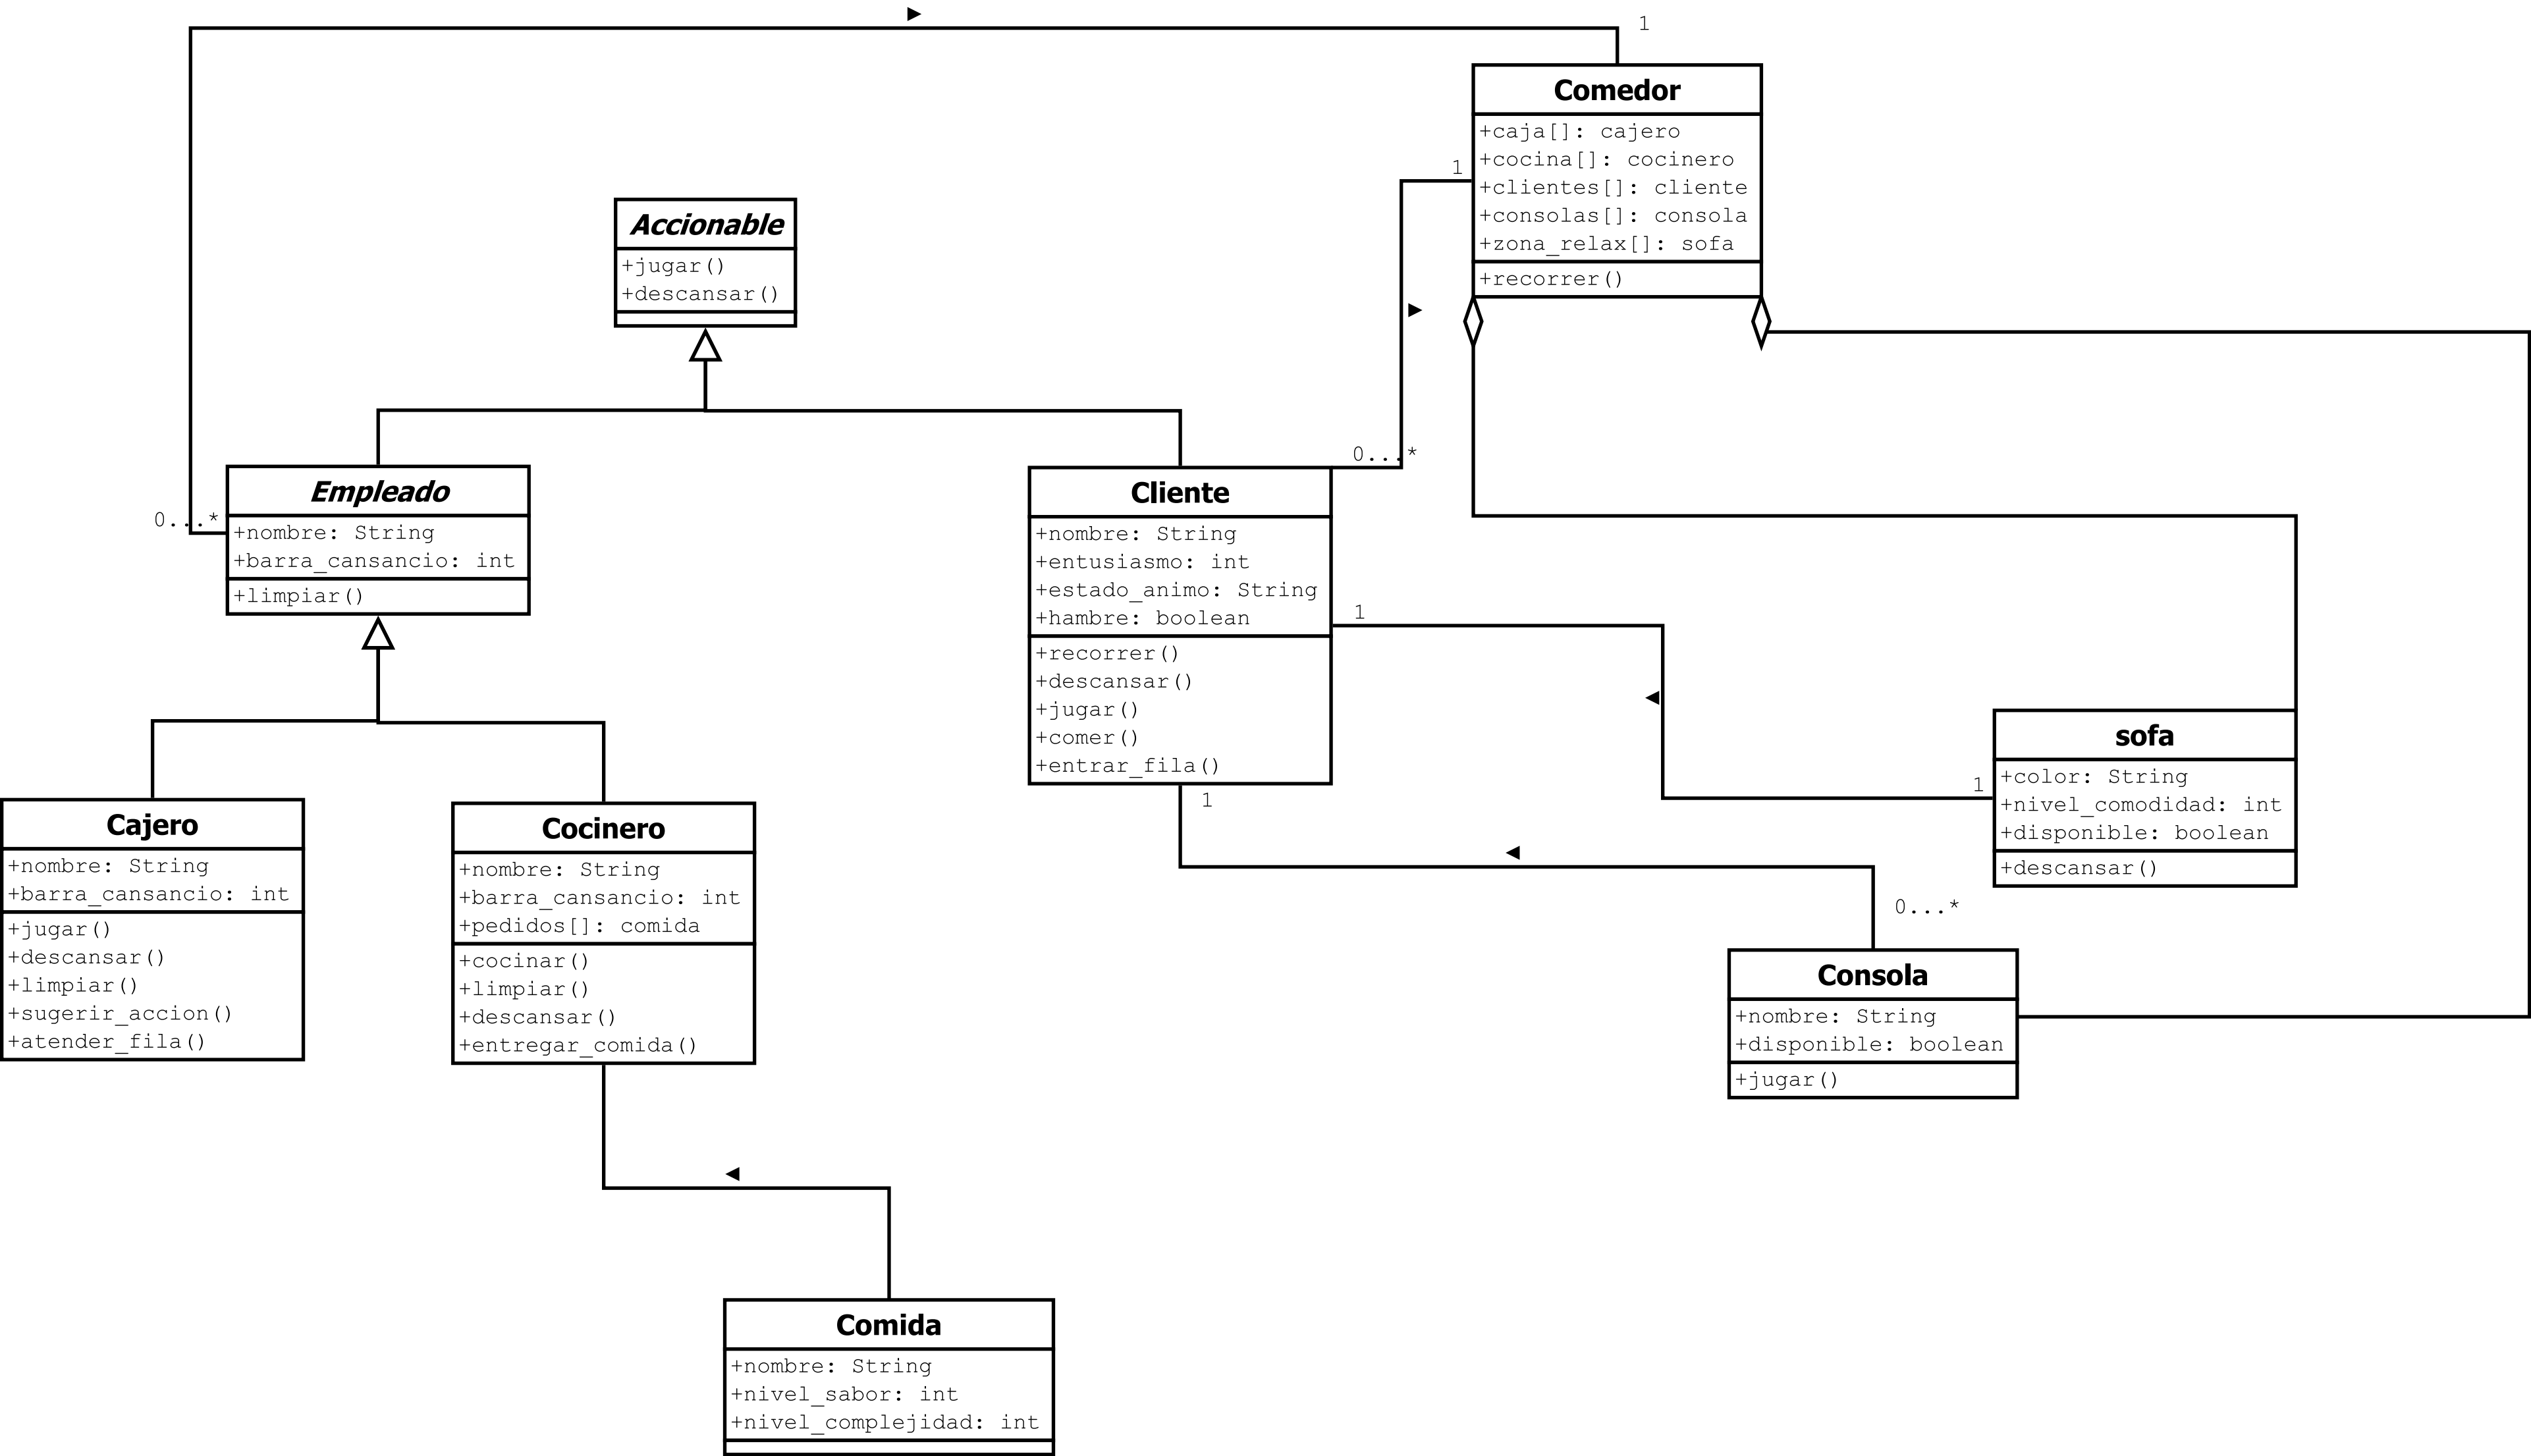 1
Comedor
+caja[]: cajero
+cocina[]: cocinero
+clientes[]: cliente
+consolas[]: consola
+zona_relax[]: sofa
+recorrer()
1
Accionable
+jugar()
+descansar()
0...*
0...*
Empleado
+nombre: String
+barra_cansancio: int
+limpiar()
Cliente
+nombre: String
+entusiasmo: int
+estado_animo: String
+hambre: boolean
+recorrer()
+descansar()
+jugar()
+comer()
+entrar_fila()
1
1
1
sofa
+color: String
+nivel_comodidad: int
+disponible: boolean
+descansar()
Cajero
+nombre: String
+barra_cansancio: int
+jugar()
+descansar()
+limpiar()
+sugerir_accion()
+atender_fila()
Cocinero
+nombre: String
+barra_cansancio: int
+pedidos[]: comida
+cocinar()
+limpiar()
+descansar()
+entregar_comida()
0...*
Consola
+nombre: String
+disponible: boolean
+jugar()
Comida
+nombre: String
+nivel_sabor: int
+nivel_complejidad: int